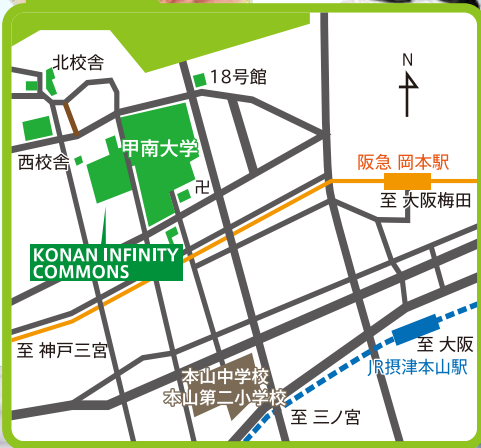 北校舎
18号館
N
甲南大学
西校舎
阪急 岡本駅
卍
至 大阪梅田
KONAN INFINITY
COMMONS
至 神戸三宮
至 大阪
JR摂津本山駅
本山中学校
本山第二小学校
至 三ノ宮